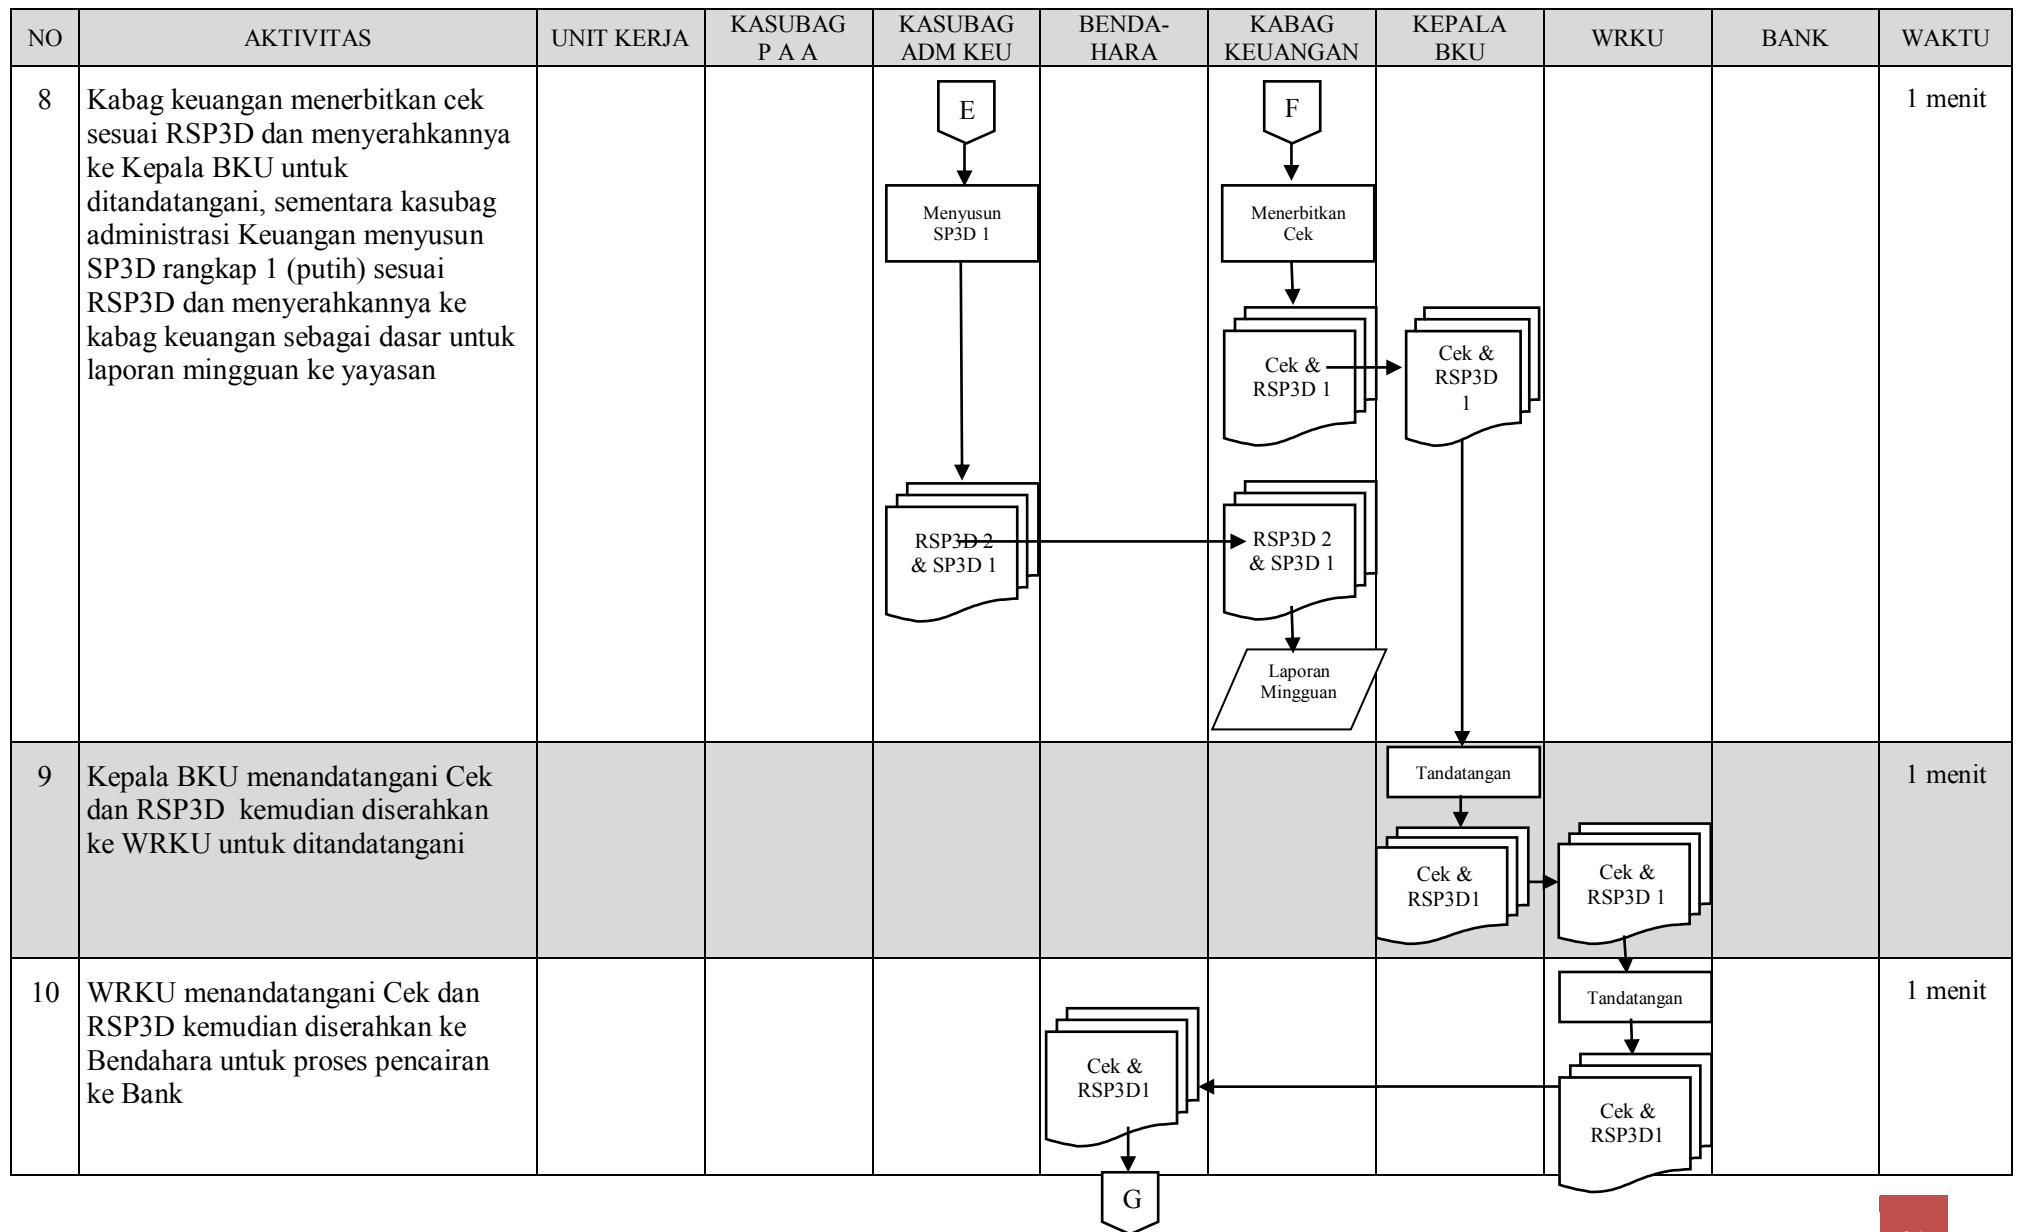 NO
AKTIVITAS
UNIT KERJA
KASUBAG
P A A
KASUBAG
ADM KEU
BENDA-
HARA
KABAG
KEUANGAN
KEPALA
BKU
WRKU
BANK
WAKTU
8
Kabag keuangan menerbitkan cek
sesuai RSP3D dan menyerahkannya
ke Kepala BKU untuk
ditandatangani, sementara kasubag
administrasi Keuangan menyusun
SP3D rangkap 1 (putih) sesuai
RSP3D dan menyerahkannya ke
kabag keuangan sebagai dasar untuk
laporan mingguan ke yayasan
E
Menyusun
SP3D 1
RSP3D 2
& SP3D 1
F
Menerbitkan
Cek
Cek &
RSP3D 1
RSP3D 2
& SP3D 1
Laporan
Mingguan
Cek &
RSP3D
1
1 menit
9
Kepala BKU menandatangani Cek
dan RSP3D  kemudian diserahkan
ke WRKU untuk ditandatangani
Tandatangan
Cek &
RSP3D1
Cek &
RSP3D 1
1 menit
10
WRKU menandatangani Cek dan
RSP3D kemudian diserahkan ke
Bendahara untuk proses pencairan
ke Bank
Cek &
RSP3D1
G
Tandatangan
Cek &
RSP3D1
1 menit